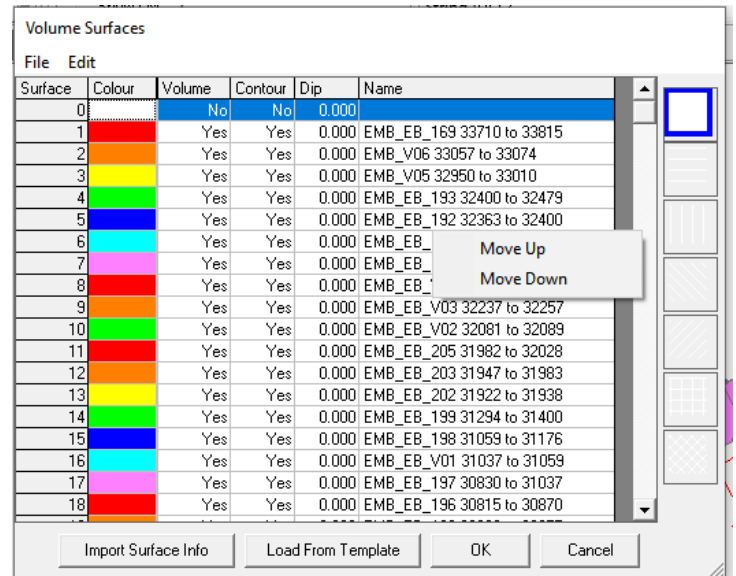 Volume Surfaces
File Edit
Surface Colour Volume Contour Dip Name
0 No No 0.000
1 Yes Yes 0.000 EMB_EB_169 33710 to 33815
2 Yes Yes 0.000 EMB_V06 33057 to 33074
3 Yes Yes 0.000 EMB_V05 32950 to 33010
4 Yes Yes 0.000 EMB_EB_193 32400 to 32479
5 Yes Yes 0.000 EMB_EB_192 32363 to 32400
6 Yes Yes 0.000 EMB_EB_
Move Up
7 Yes Yes 0.000 EMB_EB_
8 Yes Yes 0.000 EMB_EB_
Move Down
9 Yes Yes 0.000 EMB_EB_V03 32237 to 32257
10 Yes Yes 0.000 EMB_EB_V02 32081 to 32089
11 Yes Yes 0.000 EMB_EB_205 31982 to 32028
12 Yes Yes 0.000 EMB_EB_203 31947 to 31983
13 Yes Yes 0.000 EMB_EB_202 31922 to 31938
14 Yes Yes 0.000 EMB_EB_199 31294 to 31400
15 Yes Yes 0.000 EMB_EB_198 31059 to 31176
16 Yes Yes 0.000 EMB_EB_V01 31037 to 31059
17 Yes Yes 0.000 EMB_EB_197 30830 to 31037
18 Yes Yes 0.000 EMB_EB_196 30815 to 30870
Import Surface Info Load From Template OK Cancel